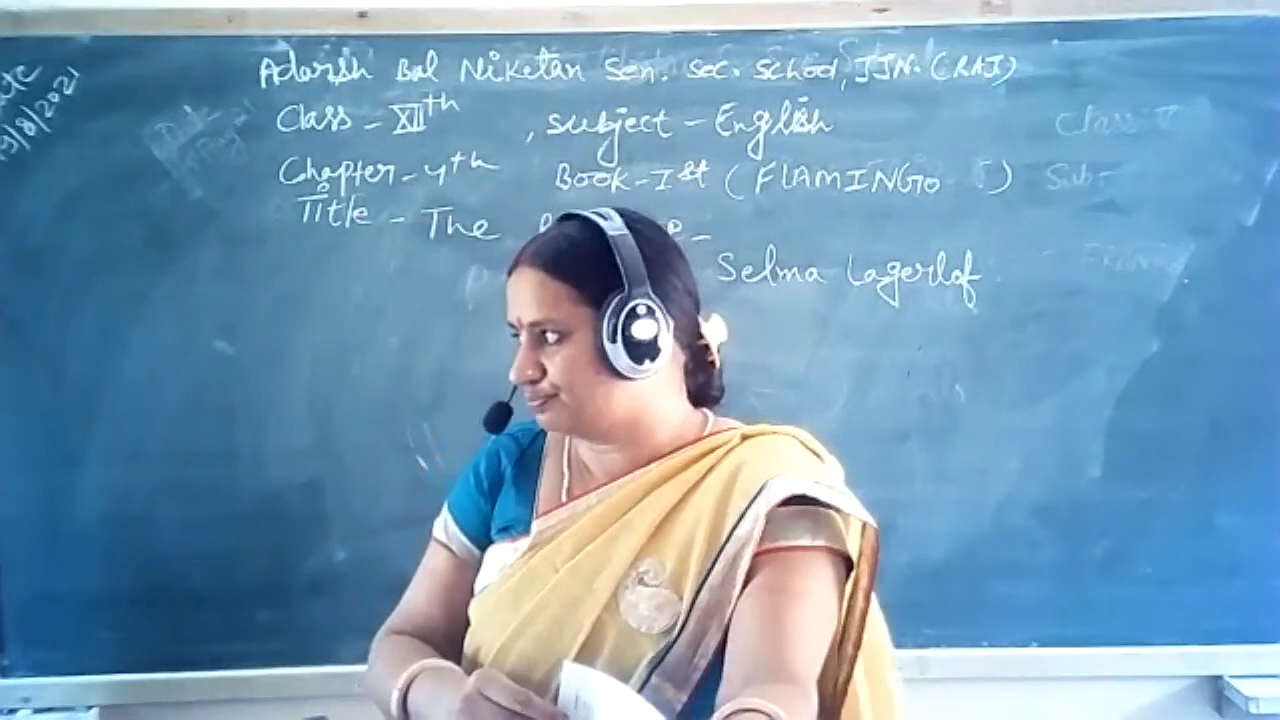 Adarsh Bal Niketan Sen. Sec. School, JJN. (RAJ)
Class - XIIth, Subject - English
Chapter - 4th Book - Ist (FLAMINGO)
Title - The
Selma Lagerlof